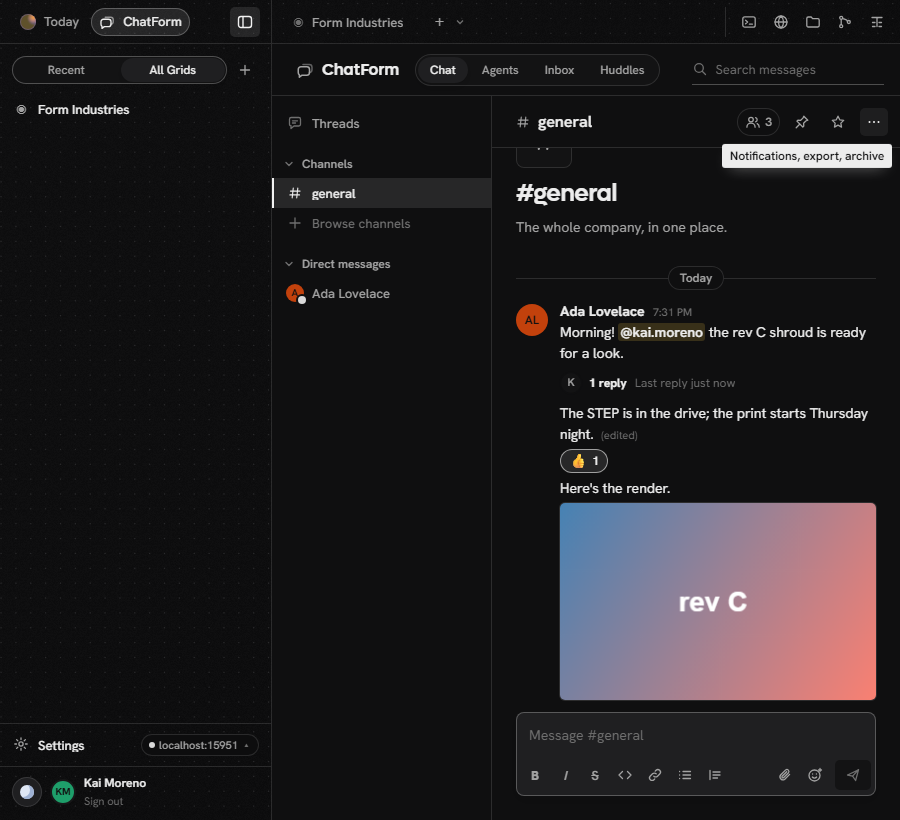 Today
ChatForm
Form Industries
Recent
All Grids
Form Industries
ChatForm
Chat
Agents
Inbox
Huddles
Search messages
Threads
Channels
# general
Browse channels
Direct messages
A
Ada Lovelace
# general
3
Notifications, export, archive
#general
The whole company, in one place.
Today
AL
Ada Lovelace 7:31 PM
Morning! @kai.moreno the rev C shroud is ready
for a look.
K 1 reply Last reply just now
The STEP is in the drive; the print starts Thursday
night. (edited)
👍 1
Here's the render.
rev C
Message #general
B I S
Settings
localhost:15951
KM
Kai Moreno
Sign out